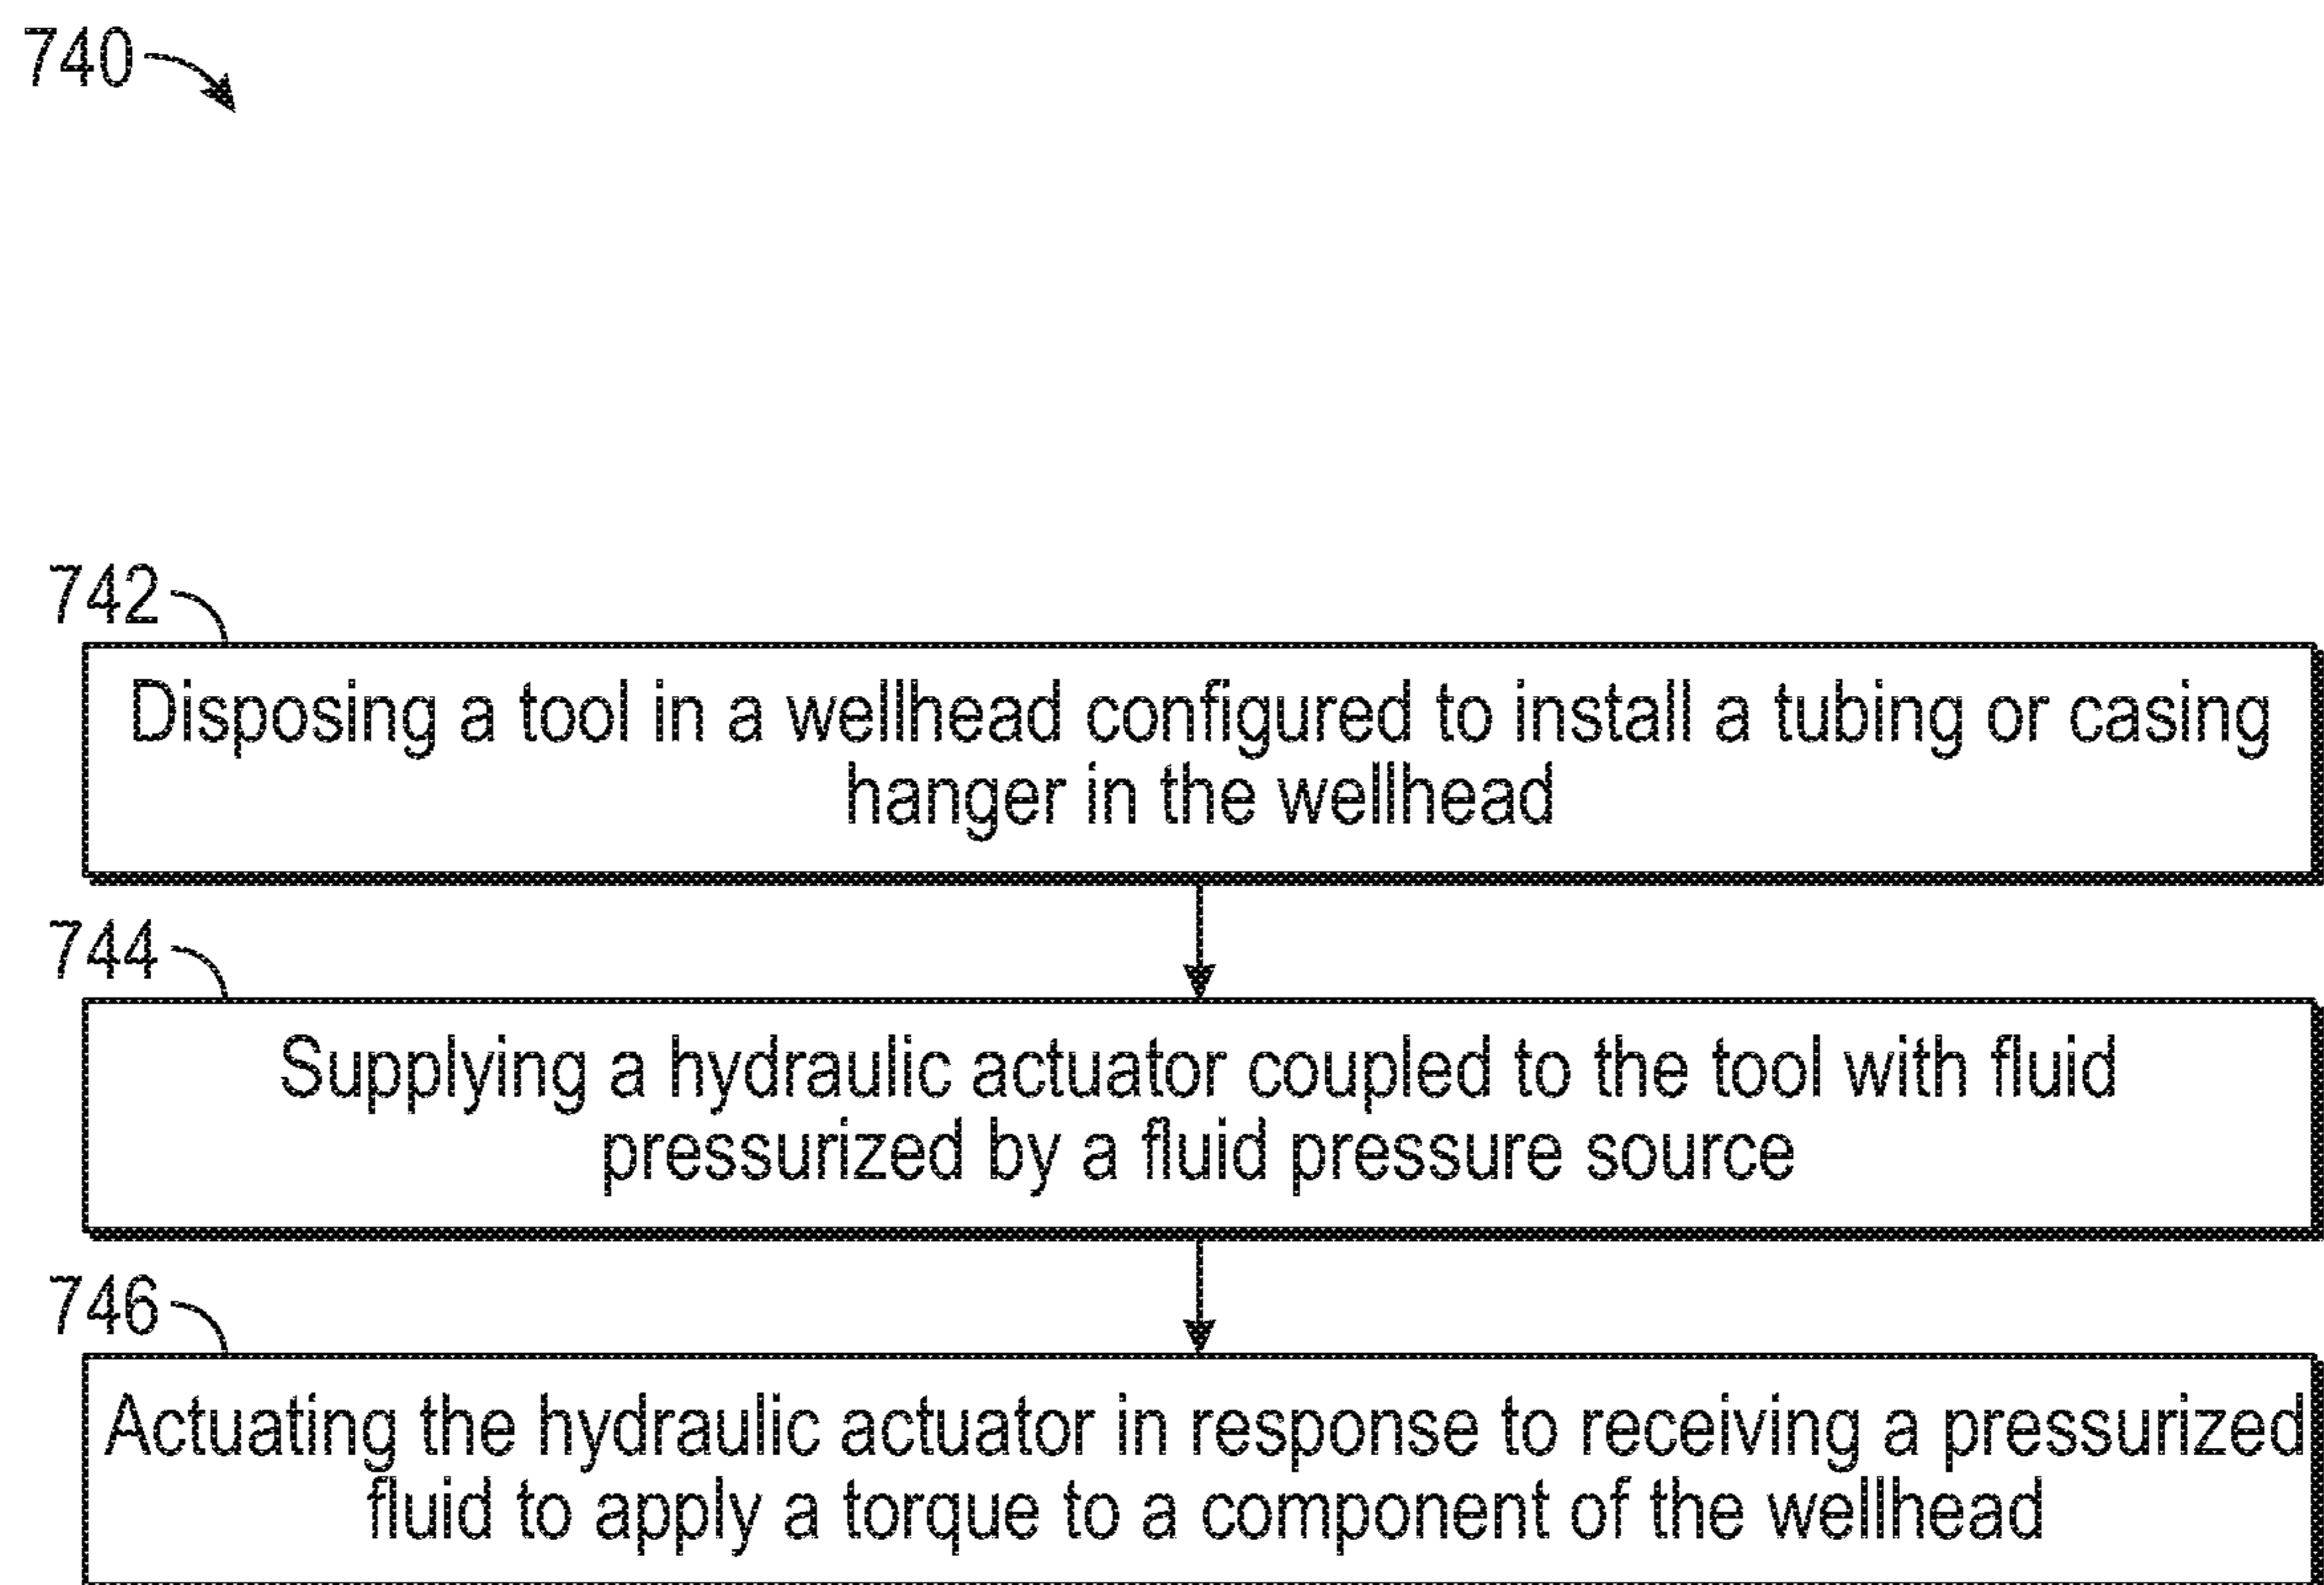 740
742
Disposing a tool in a wellhead configured to install a tubing or casing
hanger in the wellhead
744
Supplying a hydraulic actuator coupled to the tool with fluid
pressurized by a fluid pressure source
746
Actuating the hydraulic actuator in response to receiving a pressurized
fluid to apply a torque to a component of the wellhead